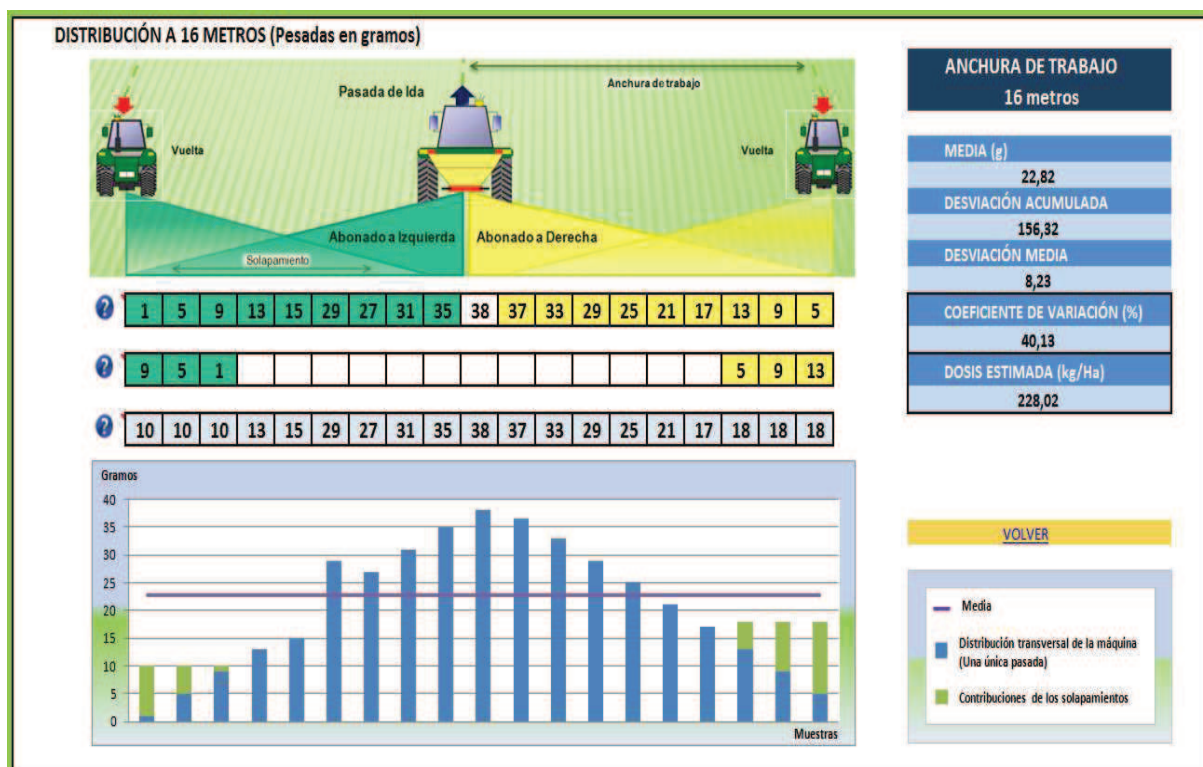 DISTRIBUCIÓN A 16 METROS (Pesadas en gramos)
Pasada de Ida
Anchura de trabajo
Vuelta
Vuelta
Abonado a Izquierda
Abonado a Derecha
Solapamiento
? 1 5 9 13 15 29 27 31 35 38 37 33 29 25 21 17 13 9 5
? 9 5 1 5 9 13
? 10 10 10 13 15 29 27 31 35 38 37 33 29 25 21 17 18 18 18
Gramos
40
35
30
25
20
15
10
5
0
Muestras
ANCHURA DE TRABAJO
16 metros
MEDIA (g)
22,82
DESVIACIÓN ACUMULADA
156,32
DESVIACIÓN MEDIA
8,23
COEFICIENTE DE VARIACIÓN (%)
40,13
DOSIS ESTIMADA (kg/Ha)
228,02
VOLVER
Media
Distribución transversal de la máquina
(Una única pasada)
Contribuciones de los solapamientos